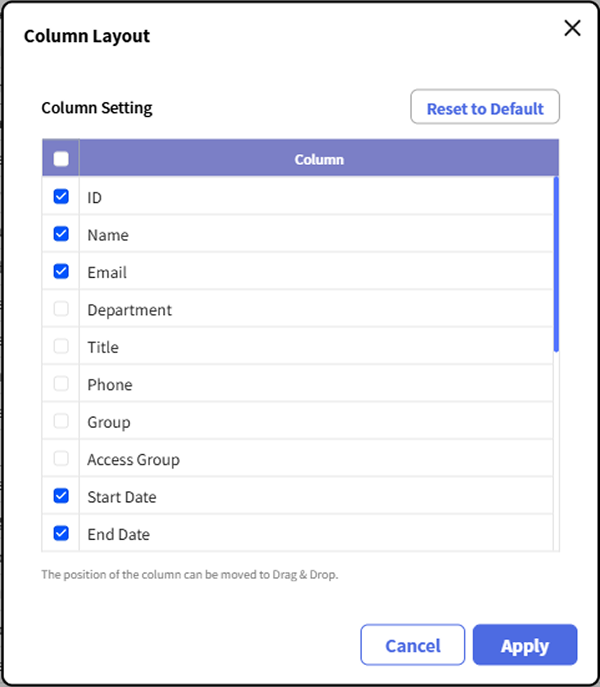 Column Layout
Column Setting
Reset to Default
Column
ID
Name
Email
Department
Title
Phone
Group
Access Group
Start Date
End Date
The position of the column can be moved to Drag & Drop.
Cancel
Apply